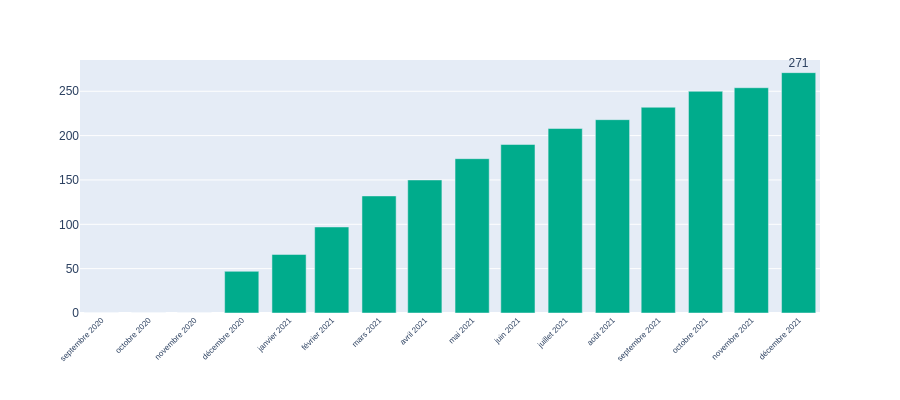 271
250
200
150
100
50
0
septembre 2020
octobre 2020
novembre 2020
décembre 2020
janvier 2021
février 2021
mars 2021
avril 2021
mai 2021
juin 2021
juillet 2021
août 2021
septembre 2021
octobre 2021
novembre 2021
décembre 2021